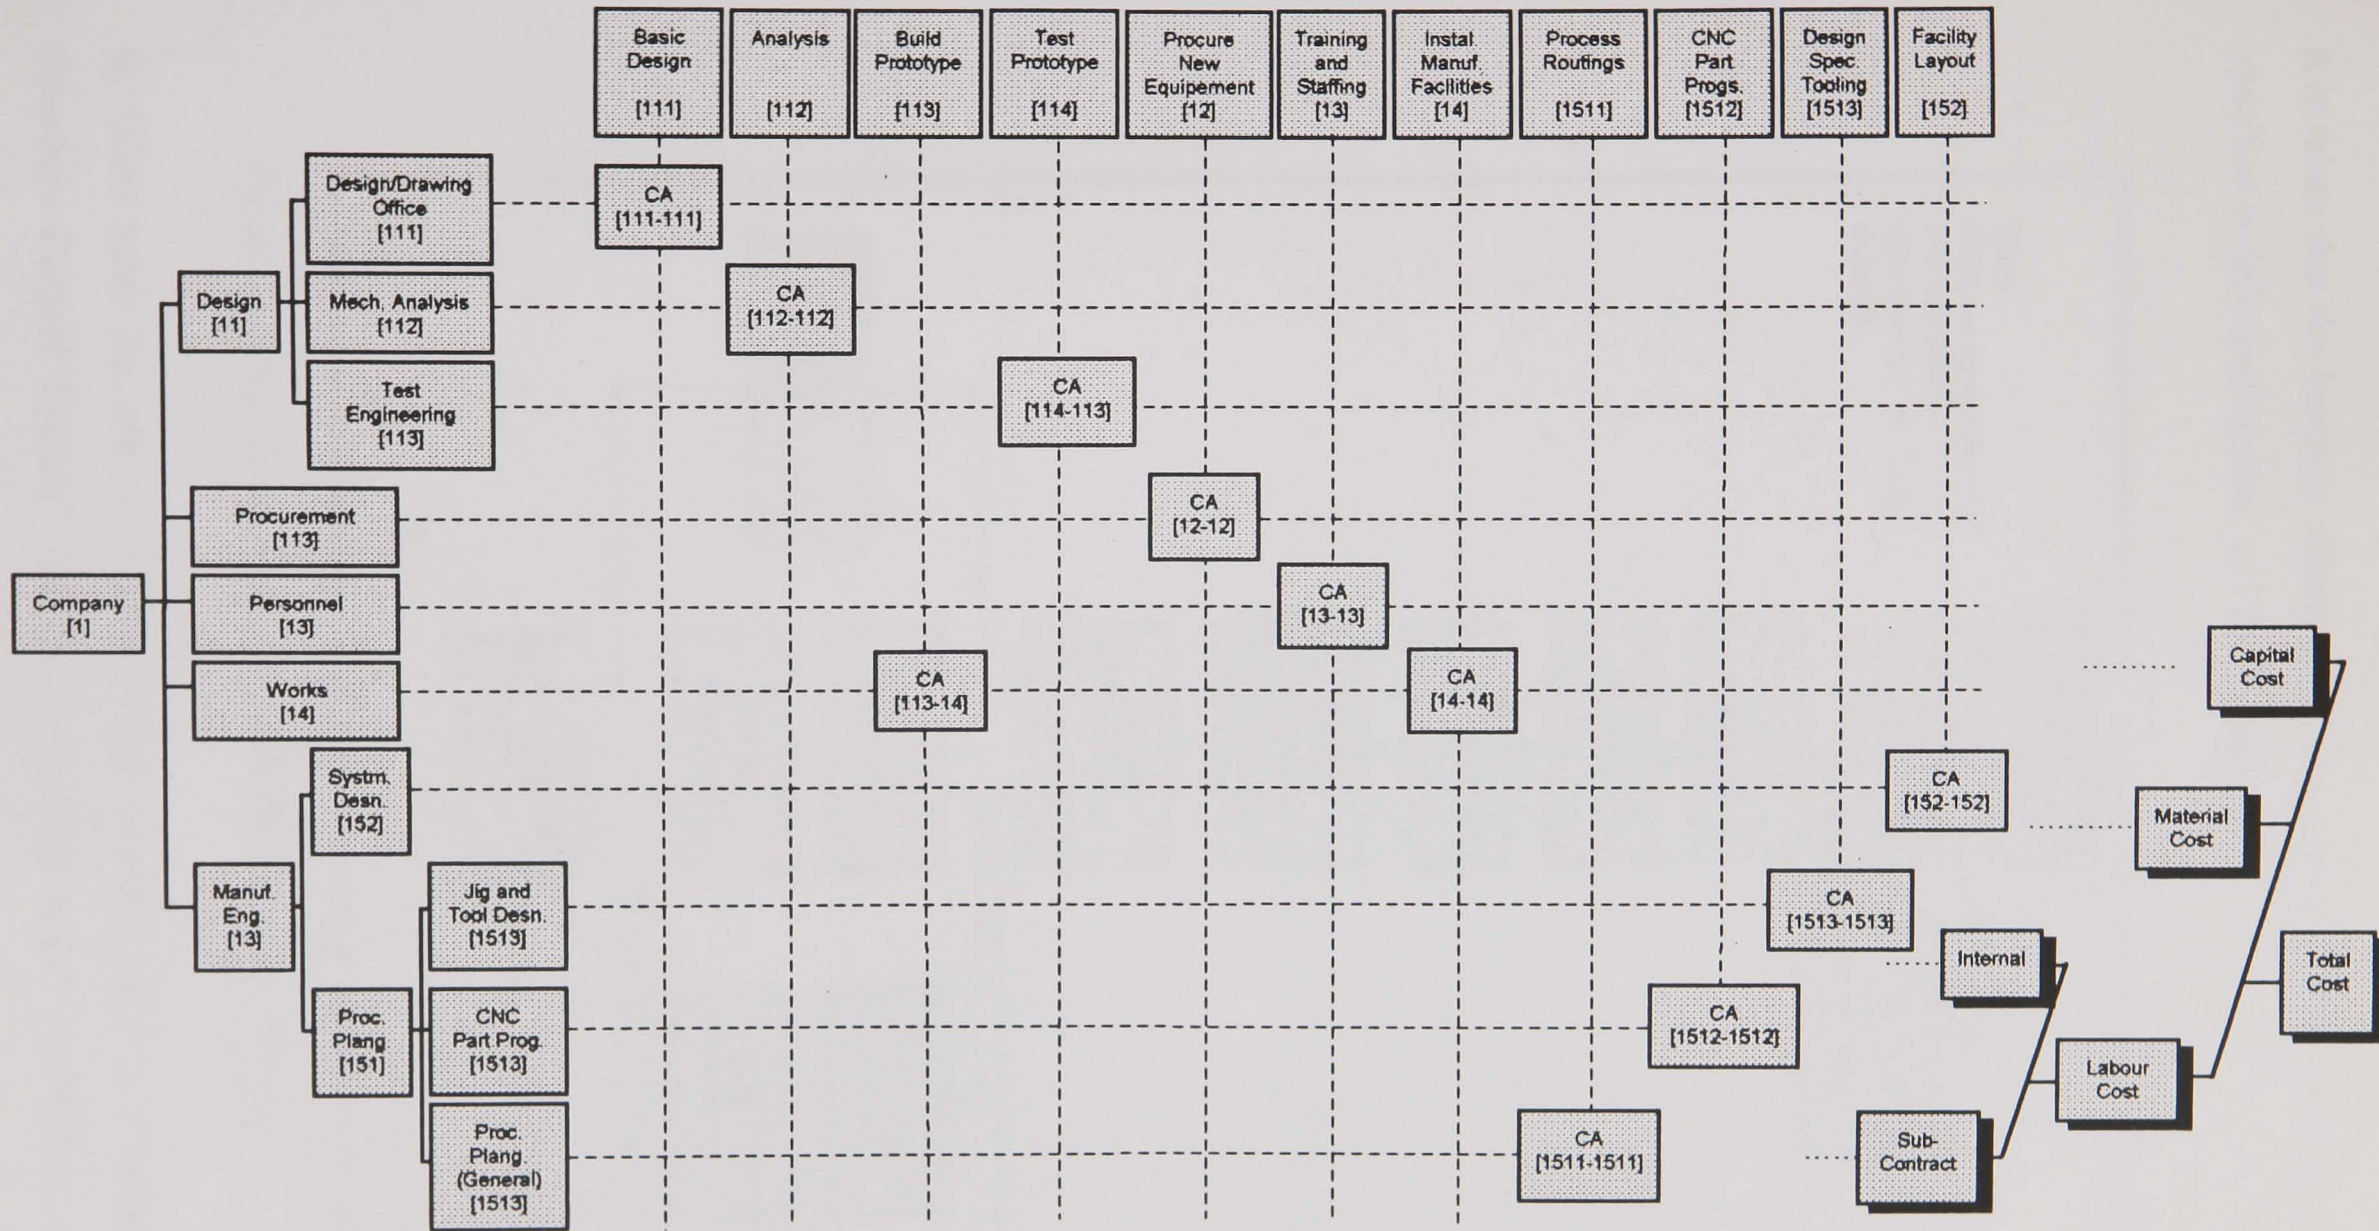 Basic
Design
[111]
Analysis
[112]
Build
Prototype
[113]
Test
Prototype
[114]
Procure
New
Equipement
[12]
Training
and
Staffing
[13]
Instal
Manuf.
Facilities
[14]
Process
Routings
[1511]
CNC
Part
Progs.
[1512]
Design
Spec
Tooling
[1513]
Facility
Layout
[152]
Design/Drawing
Office
[111]
CA
[111-111]
Design
[11]
Mech. Analysis
[112]
CA
[112-112]
Test
Engineering
[113]
CA
[114-113]
Procurement
[113]
CA
[12-12]
Company
[1]
Personnel
[13]
CA
[13-13]
Works
[14]
CA
[113-14]
CA
[14-14]
Capital
Cost
Systm.
Desn.
[152]
CA
[152-152]
Material
Cost
Manuf.
Eng.
[13]
Jig and
Tool Desn.
[1513]
CA
[1513-1513]
Internal
Total
Cost
Proc.
Plang
[151]
CNC
Part Prog.
[1513]
CA
[1512-1512]
Labour
Cost
Proc.
Plang
(General)
[1513]
CA
[1511-1511]
Sub-
Contract